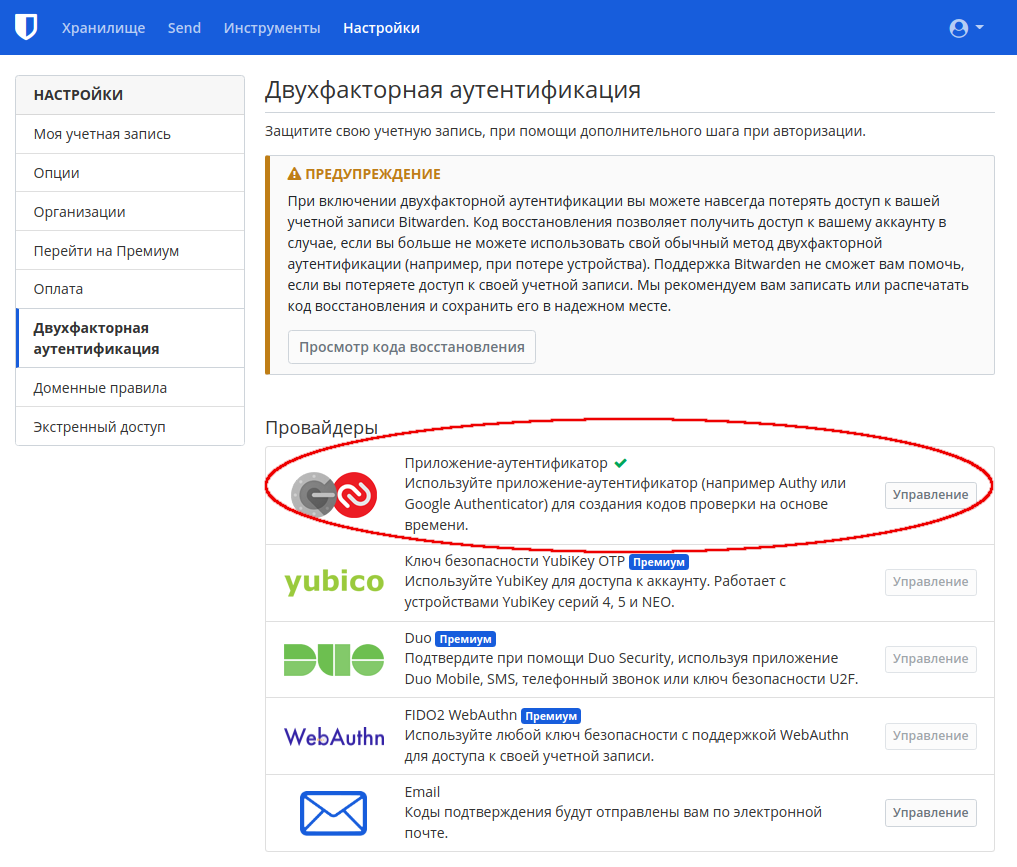 Хранилище Send Инструменты Настройки
НАСТРОЙКИ
Моя учетная запись
Опции
Организации
Перейти на Премиум
Оплата
Двухфакторная
аутентификация
Доменные правила
Экстренный доступ
Двухфакторная аутентификация
Защитите свою учетную запись, при помощи дополнительного шага при авторизации.
ПРЕДУПРЕЖДЕНИЕ
При включении двухфакторной аутентификации вы можете навсегда потерять доступ к вашей
учетной записи Bitwarden. Код восстановления позволяет получить доступ к вашему аккаунту в
случае, если вы больше не можете использовать свой обычный метод двухфакторной
аутентификации (например, при потере устройства). Поддержка Bitwarden не сможет вам помочь,
если вы потеряете доступ к своей учетной записи. Мы рекомендуем вам записать или распечатать
код восстановления и сохранить его в надежном месте.
Просмотр кода восстановления
Провайдеры
Приложение-аутентификатор
Используйте приложение-аутентификатор (например Authy или
Google Authenticator) для создания кодов проверки на основе
времени.
Управление
yubico
Ключ безопасности YubiKey OTP Премиум
Используйте YubiKey для доступа к аккаунту. Работает с
устройствами YubiKey серий 4, 5 и NEO.
Управление
DUO
Duo Премиум
Подтвердите при помощи Duo Security, используя приложение
Duo Mobile, SMS, телефонный звонок или ключ безопасности U2F.
Управление
WebAuthn
FIDO2 WebAuthn Премиум
Используйте любой ключ безопасности с поддержкой WebAuthn
для доступа к своей учетной записи.
Управление
Email
Коды подтверждения будут отправлены вам по электронной
почте.
Управление